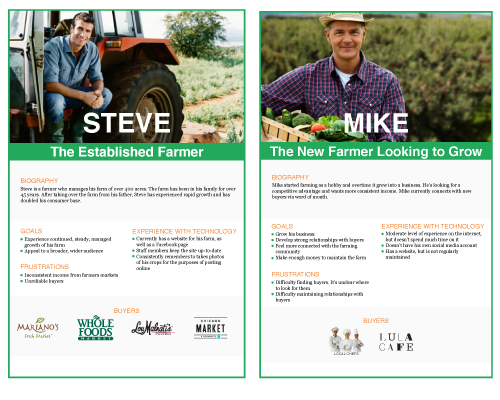 STEVE
The Established Farmer
BIOGRAPHY
Steve is a farmer who manages his farm of over 400 acres. The farm has been in his family for over
45 years. After taking over the farm from his father, Steve has experienced rapid growth and has
doubled his consumer base.
GOALS
Experience continued, steady, managed
growth of his farm
Appeal to a broader, wider audience
FRUSTRATIONS
Inconsistent income from farmers markets
Unreliable buyers
EXPERIENCE WITH TECHNOLOGY
Currently has a website for his farm, as
well as a Facebook page
Staff members keep the site up-to-date
Consistently remembers to take photos
of his crops for the purposes of posting
online
BUYERS
MARIANO'S
Fresh Market
WHOLE
FOODS
MARKET
Lou Malnati's
CHICAGO
MARKET
MIKE
The New Farmer Looking to Grow
BIOGRAPHY
Mike started farming as a hobby and overtime it grew into a business. He's looking for a
competitive advantage and wants more consistent income. Mike currently connects with new
buyers via word of month.
GOALS
Grow his business
Develop strong relationships with buyers
Feel more connected with the farming
community
Make enough money to maintain the farm
FRUSTRATIONS
Difficulty finding buyers. It's unclear where
to look for them
Difficulty maintaining relationships with
buyers
EXPERIENCE WITH TECHNOLOGY
Moderate level of experience on the internet,
but doesn't spend much time on it
Doesn't have his own social media account
Has a website, but is not regularly
maintained
BUYERS
LOCAL CHEFS
LULA
CAFE